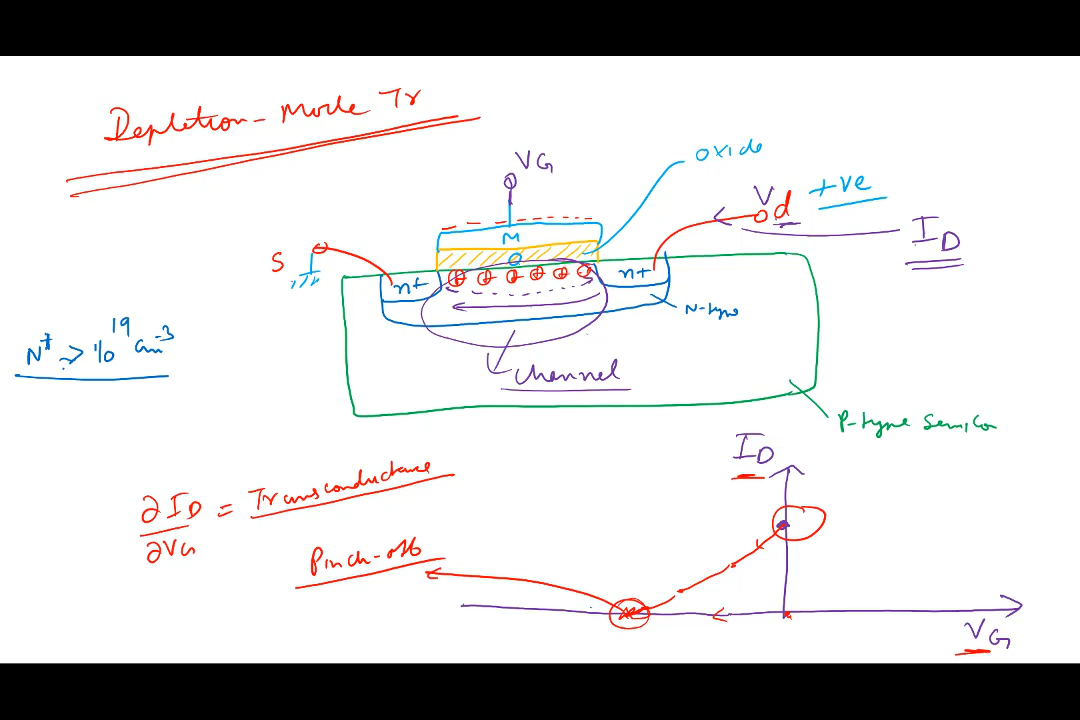 Depletion-Mode Tr
VG
oxide
Vd +ve
ID
M
O
S
n+
n+
N-type
N+ > 10^19 cm^-3
channel
P-type Semicon
ID
∂ID/∂VG = Transconductance
Pinch-off
VG